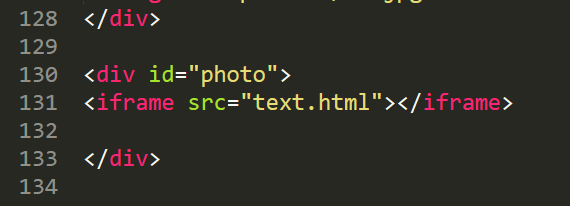 128 </div>
129
130 <div id="photo">
131 <iframe src="text.html"></iframe>
132
133 </div>
134